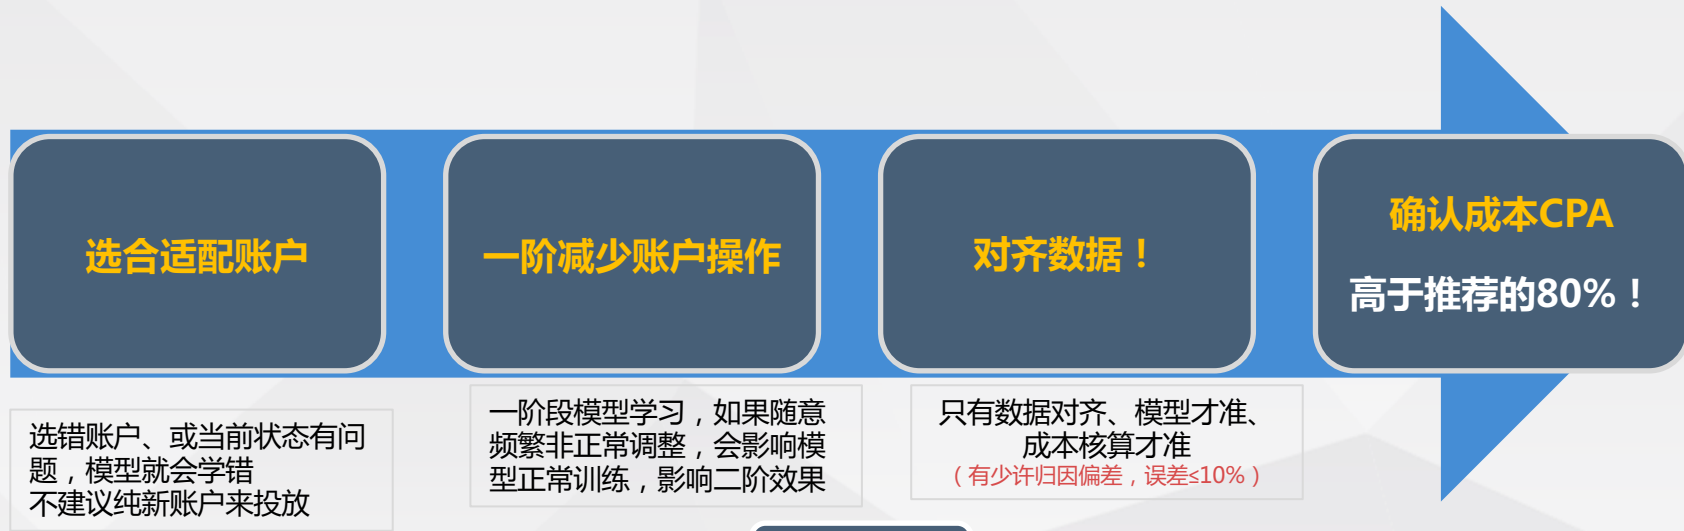 选合适配账户
一阶减少账户操作
对齐数据！
确认成本CPA
高于推荐的80%！
选错账户、或当前状态有问
题，模型就会学错
不建议纯新账户来投放
一阶段模型学习，如果随意
频繁非正常调整，会影响模
型正常训练，影响二阶效果
只有数据对齐、模型才准、
成本核算才准
（有少许归因偏差，误差≤10%）